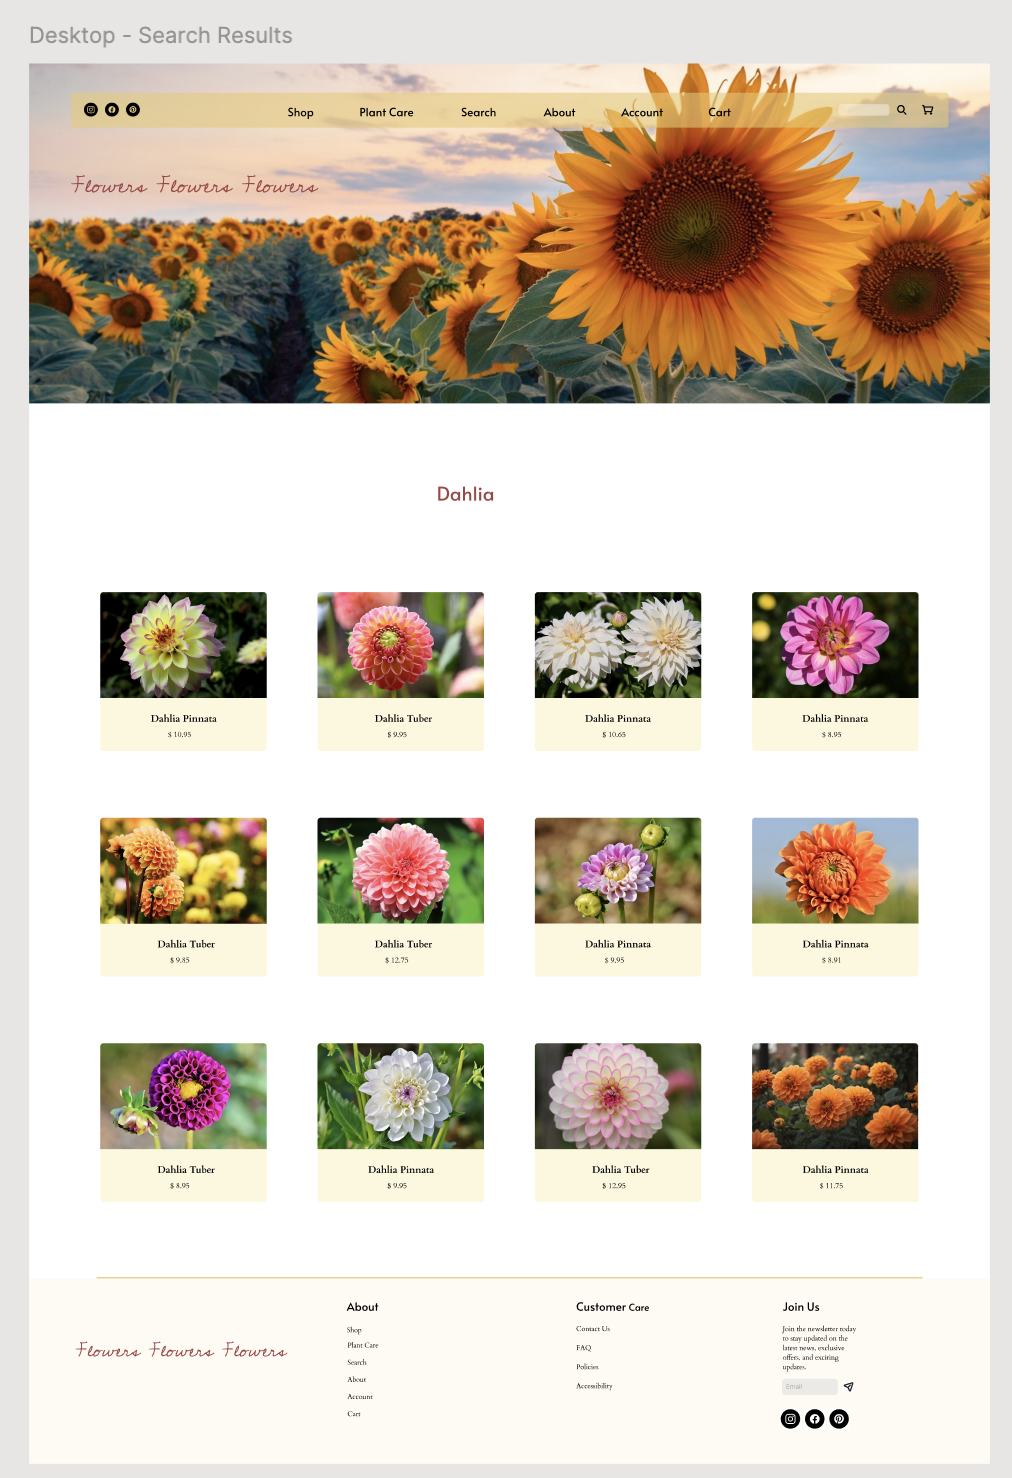 Desktop - Search Results
Shop Plant Care Search About Account Cart
Flowers Flowers Flowers
Dahlia
Dahlia Pinnata
$ 10.95
Dahlia Tuber
$ 9.95
Dahlia Pinnata
$ 10.65
Dahlia Pinnata
$ 8.95
Dahlia Tuber
$ 9.85
Dahlia Tuber
$ 12.75
Dahlia Pinnata
$ 9.95
Dahlia Pinnata
$ 8.91
Dahlia Tuber
$ 8.95
Dahlia Pinnata
$ 9.95
Dahlia Tuber
$ 12.95
Dahlia Pinnata
$ 11.75
Flowers Flowers Flowers
About
Shop
Plant Care
Search
About
Account
Cart
Customer Care
Contact Us
FAQ
Policies
Accessibility
Join Us
Join the newsletter today
to stay updated on the
latest news, exclusive
offers, and exciting
updates.
Email